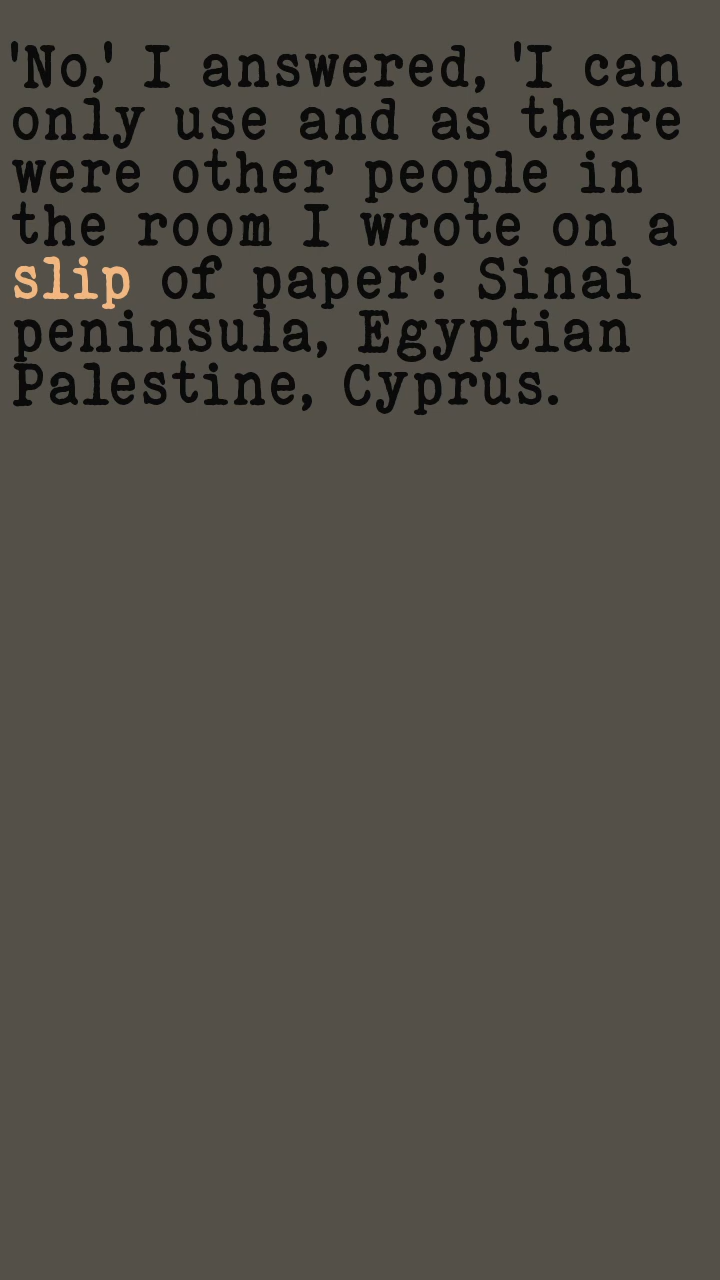 'No,' I answered, 'I can
only use and as there
were other people in
the room I wrote on a
slip of paper': Sinai
peninsula, Egyptian
Palestine, Cyprus.